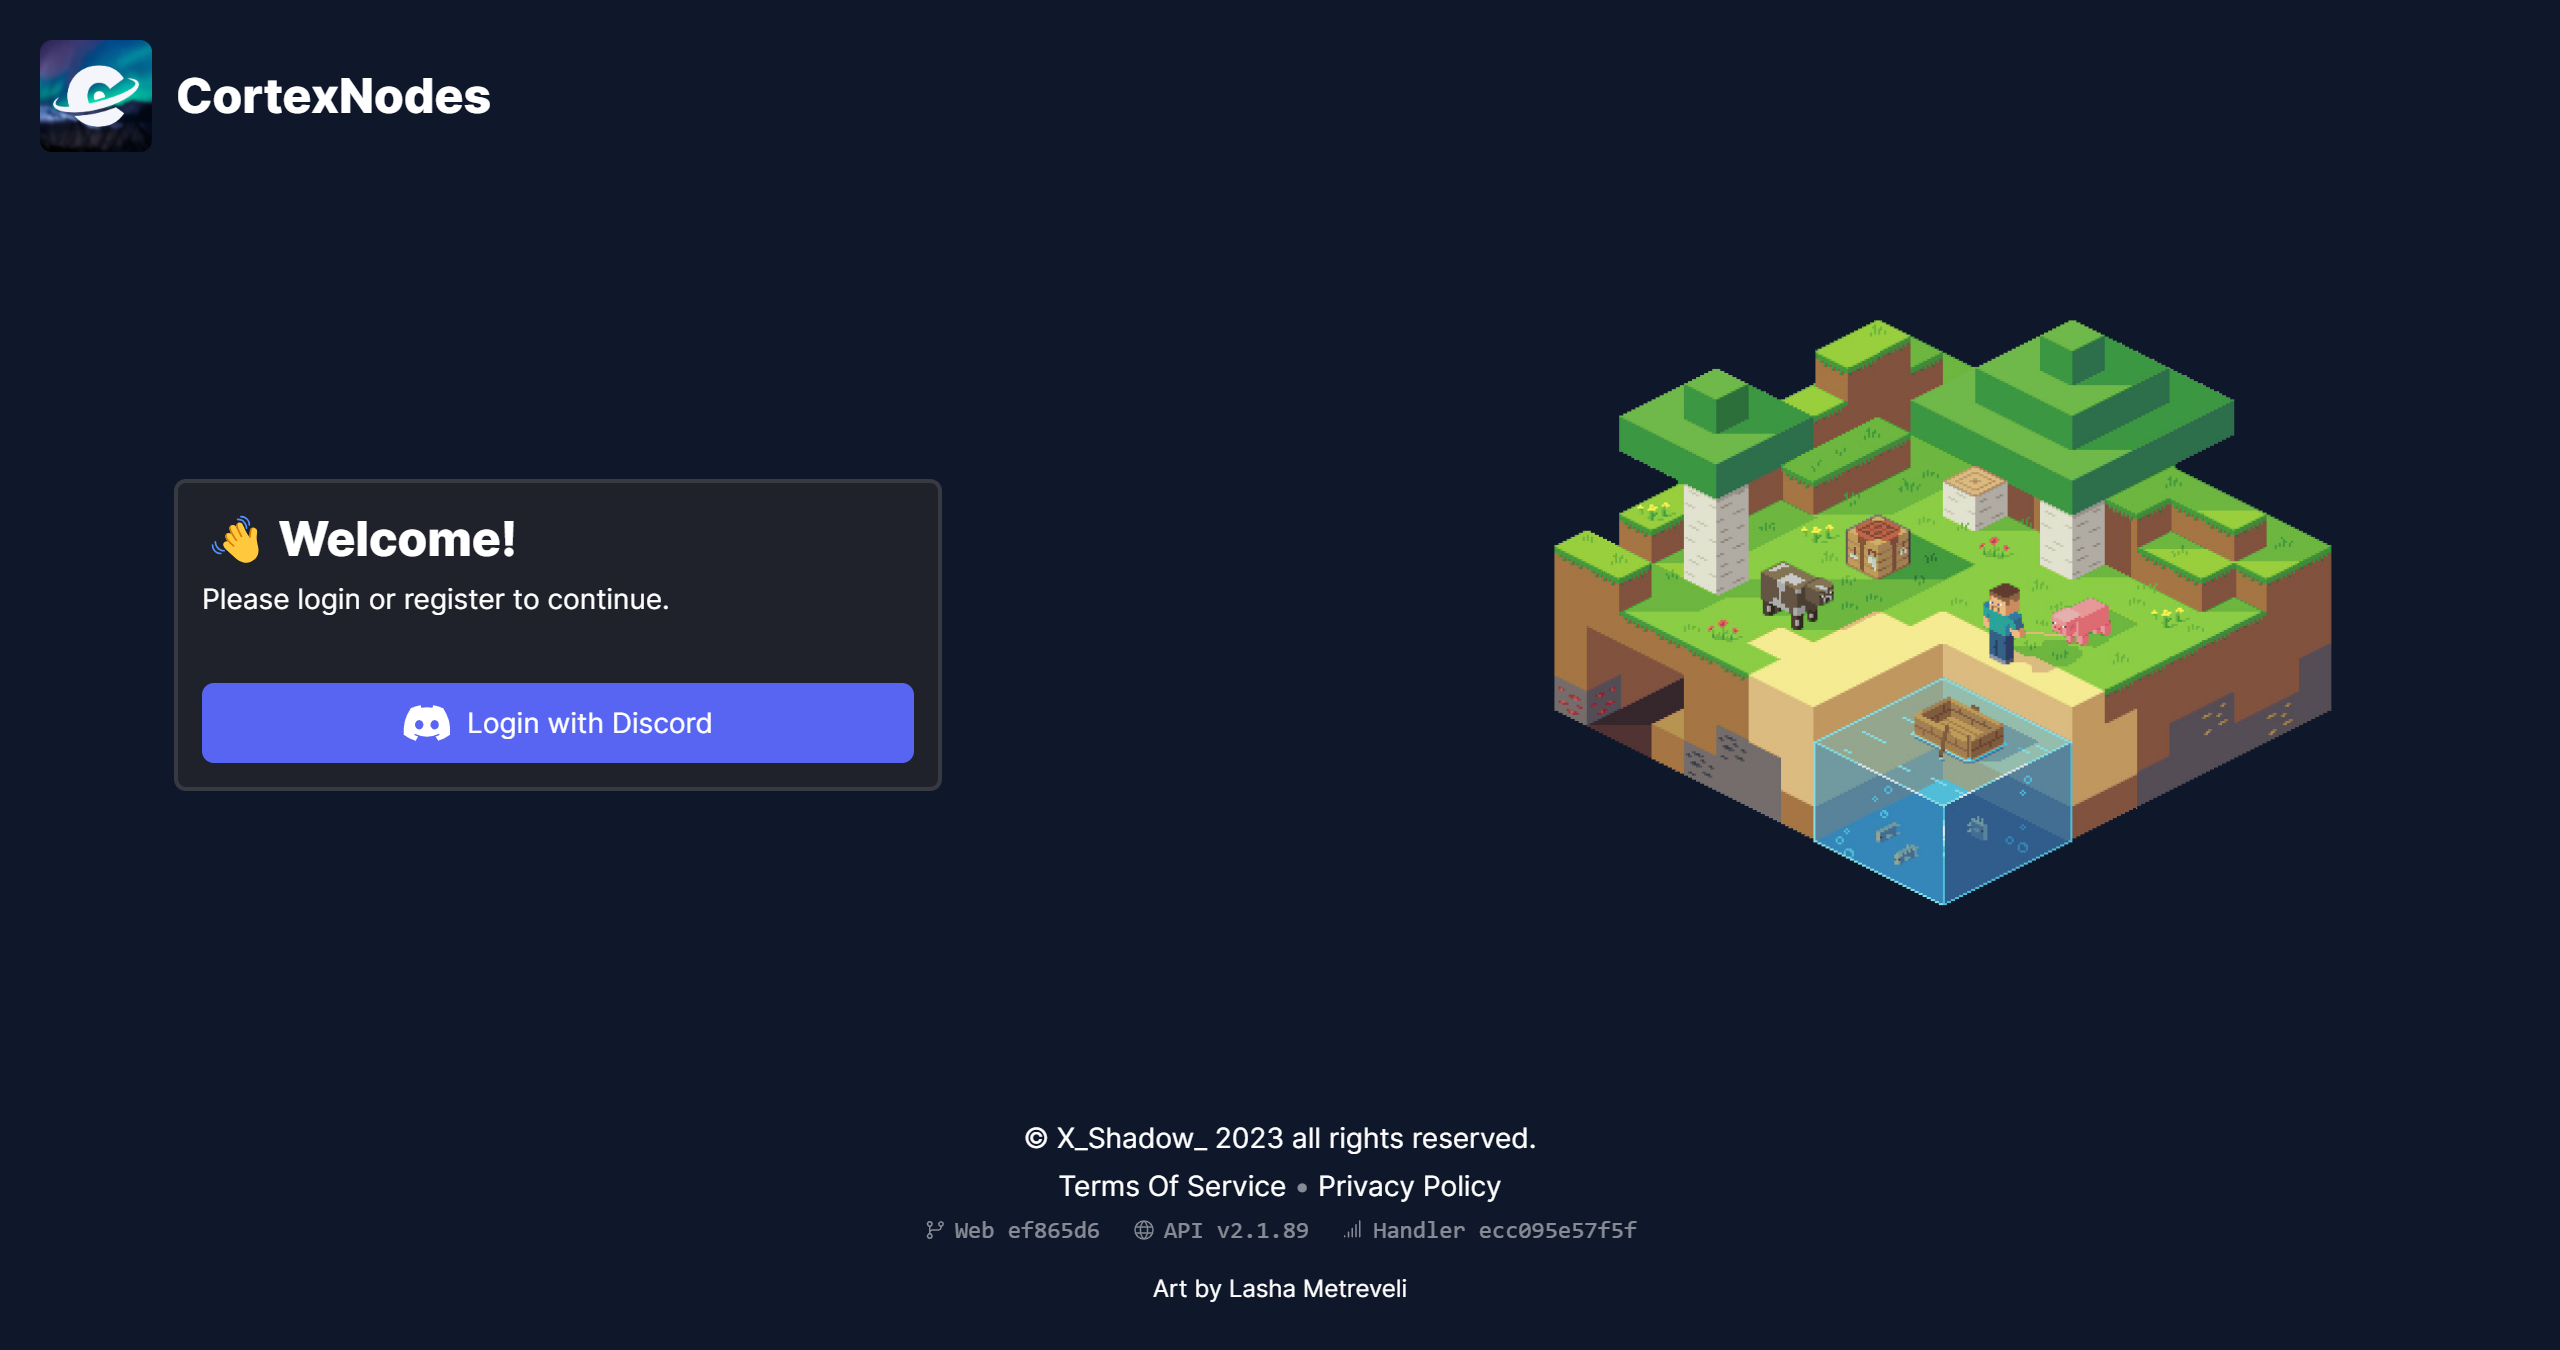 CortexNodes
👋 Welcome!
Please login or register to continue.
Login with Discord
© X_Shadow_ 2023 all rights reserved.
Terms Of Service • Privacy Policy
Web ef865d6 API v2.1.89 Handler ecc095e57f5f
Art by Lasha Metreveli